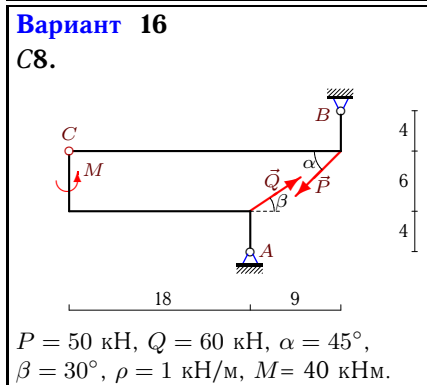 Вариант 16
C8.
B
C
M
α
P⃗
Q⃗
β
A
4
6
4
18
9
P = 50 кН, Q = 60 кН, α = 45°,
β = 30°, ρ = 1 кН/м, M= 40 кНм.